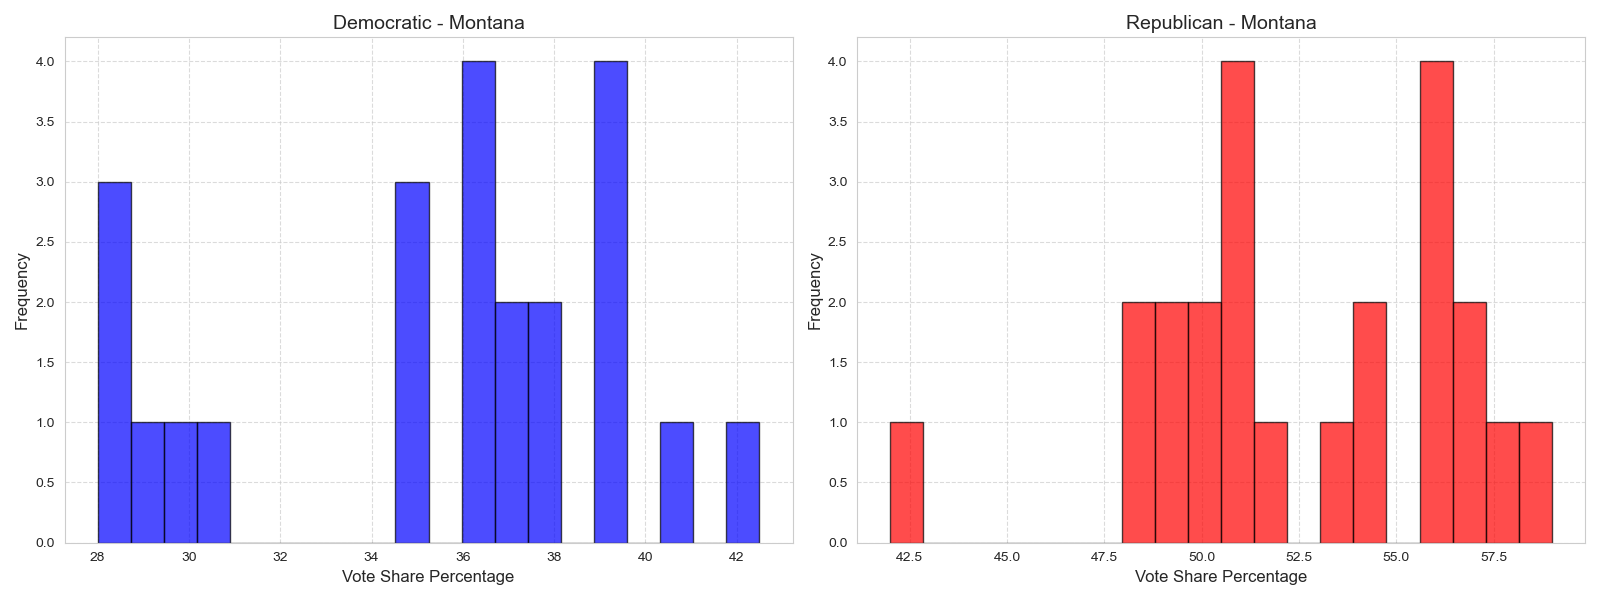 Democratic - Montana
Frequency
4.0
3.5
3.0
2.5
2.0
1.5
1.0
0.5
0.0
28 30 32 34 36 38 40 42
Vote Share Percentage
Republican - Montana
Frequency
4.0
3.5
3.0
2.5
2.0
1.5
1.0
0.5
0.0
42.5 45.0 47.5 50.0 52.5 55.0 57.5
Vote Share Percentage